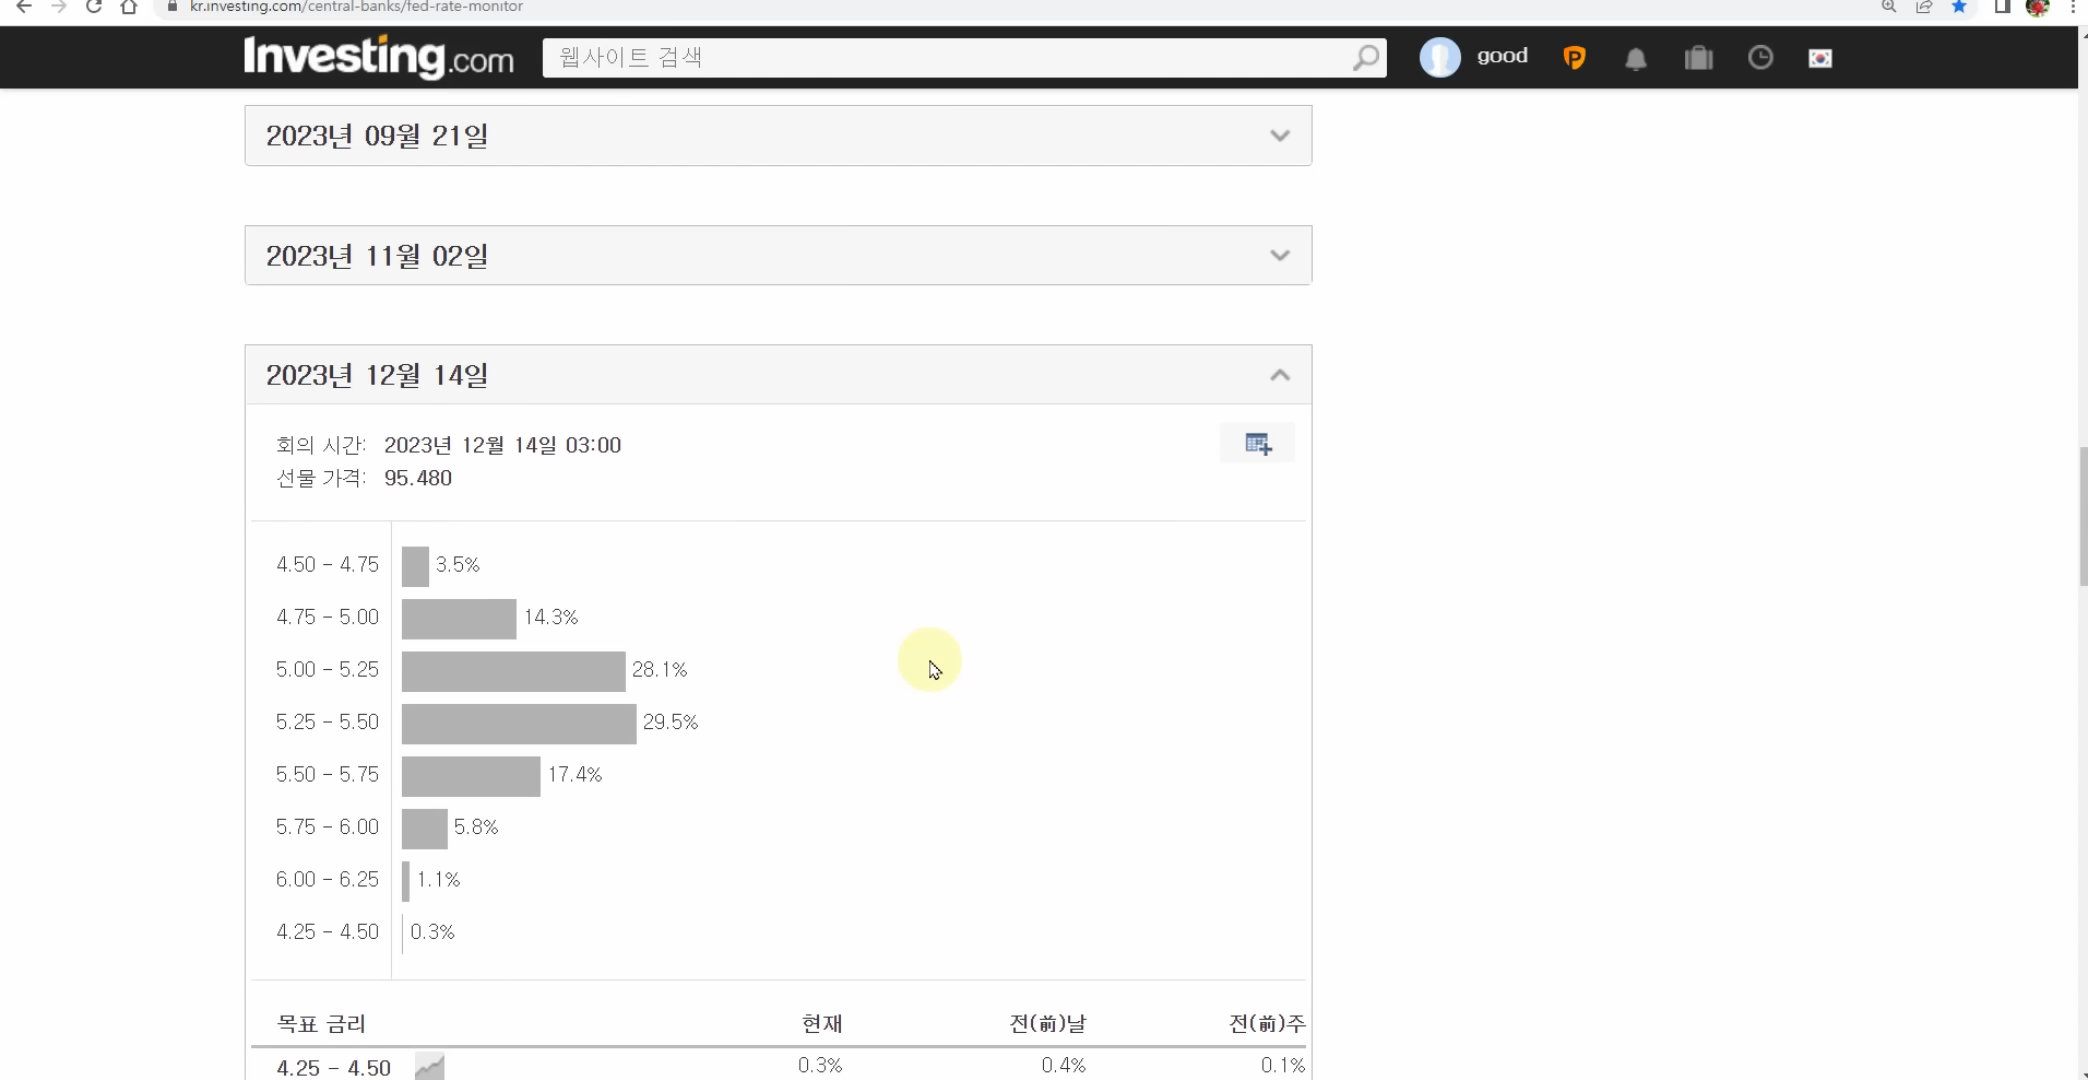 kr.investing.com/central-banks/fed-rate-monitor
Investing.com
웹사이트 검색
good
P
2023년 09월 21일
2023년 11월 02일
2023년 12월 14일
회의 시간: 2023년 12월 14일 03:00
선물 가격: 95.480
4.50 - 4.75 3.5%
4.75 - 5.00 14.3%
5.00 - 5.25 28.1%
5.25 - 5.50 29.5%
5.50 - 5.75 17.4%
5.75 - 6.00 5.8%
6.00 - 6.25 1.1%
4.25 - 4.50 0.3%
목표 금리 현재 전(前)날 전(前)주
4.25 - 4.50 0.3% 0.4% 0.1%